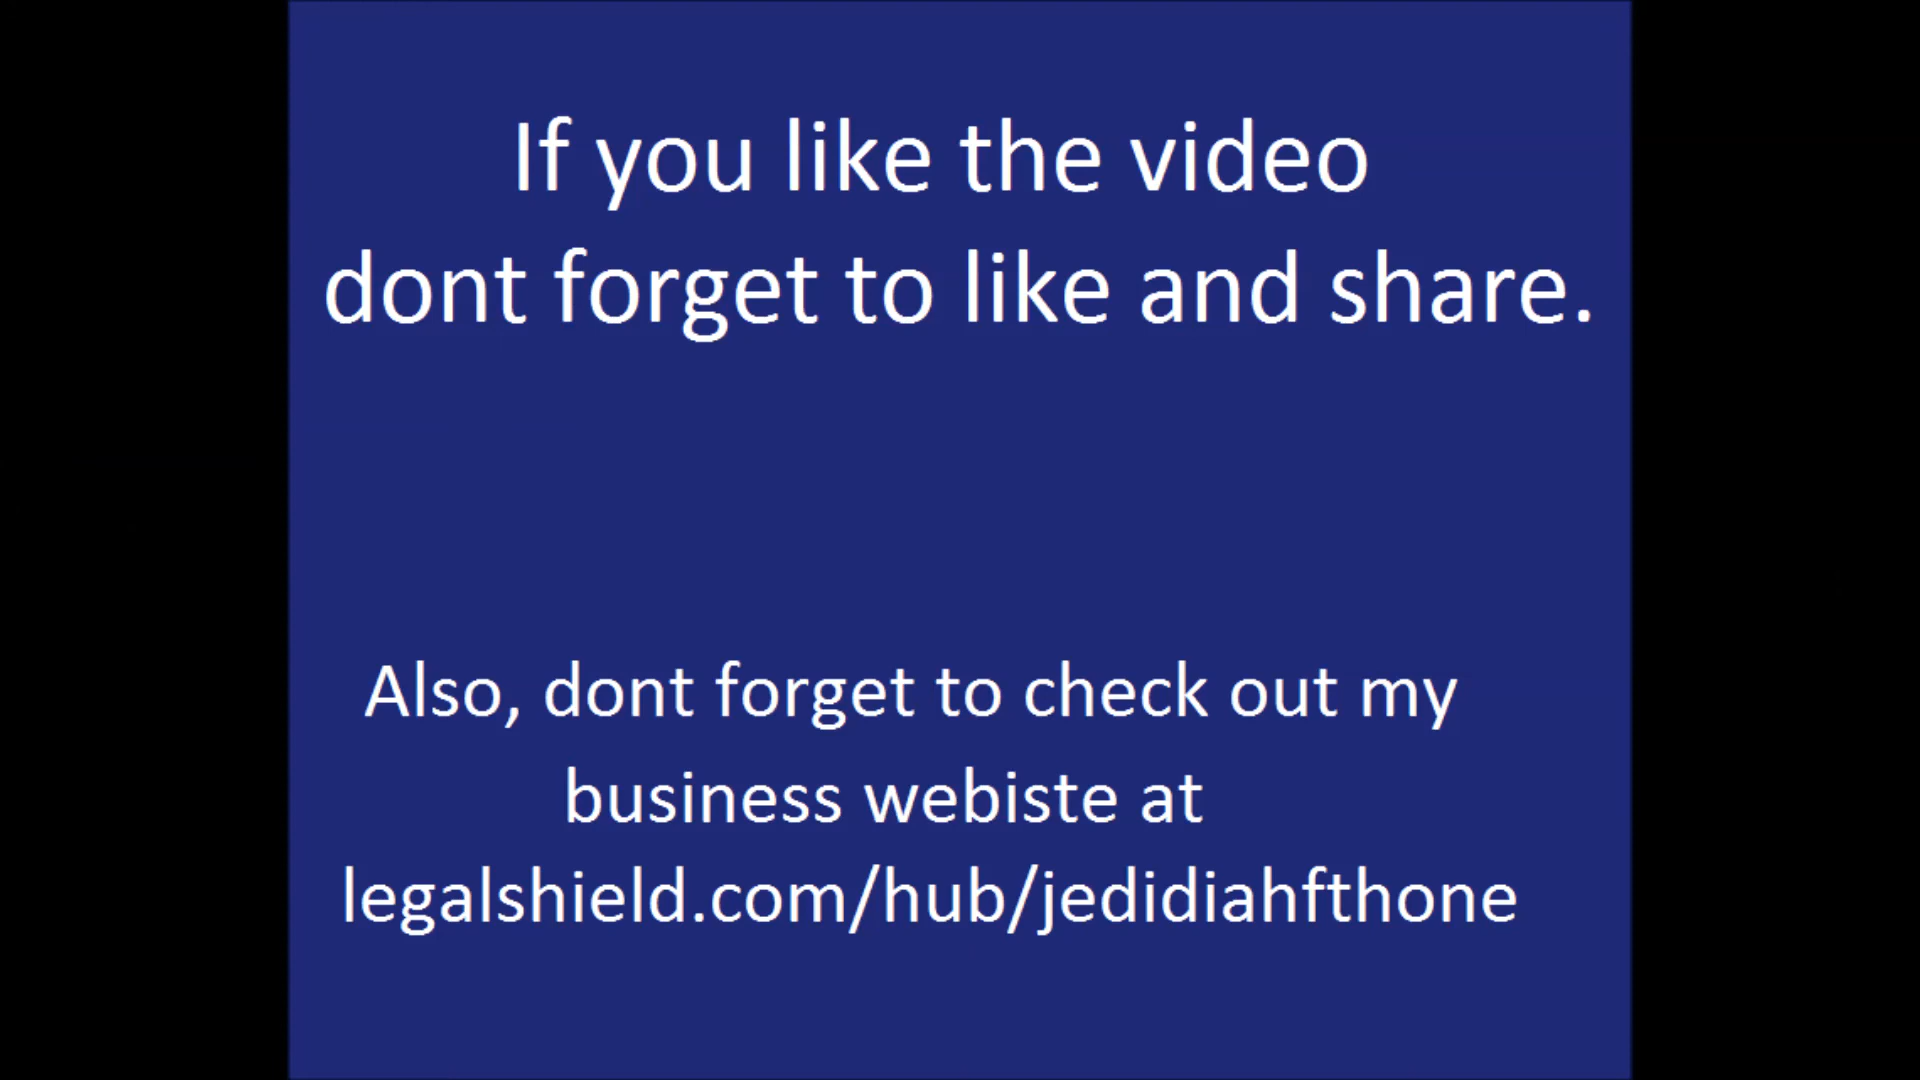 If you like the video
dont forget to like and share.
Also, dont forget to check out my
business webiste at
legalshield.com/hub/jedidiahfthone